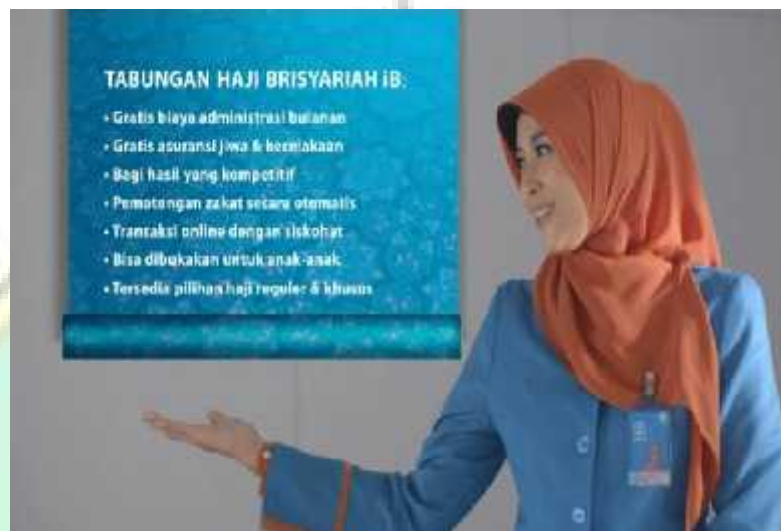 TABUNGAN HAJI BRISYARIAH iB:
• Gratis biaya administrasi bulanan
• Gratis asuransi jiwa & kecelakaan
• Bagi hasil yang kompetitif
• Pemotongan zakat secara otomatis
• Transaksi online dengan siskohat
• Bisa dibukakan untuk anak-anak
• Tersedia pilihan haji reguler & khusus